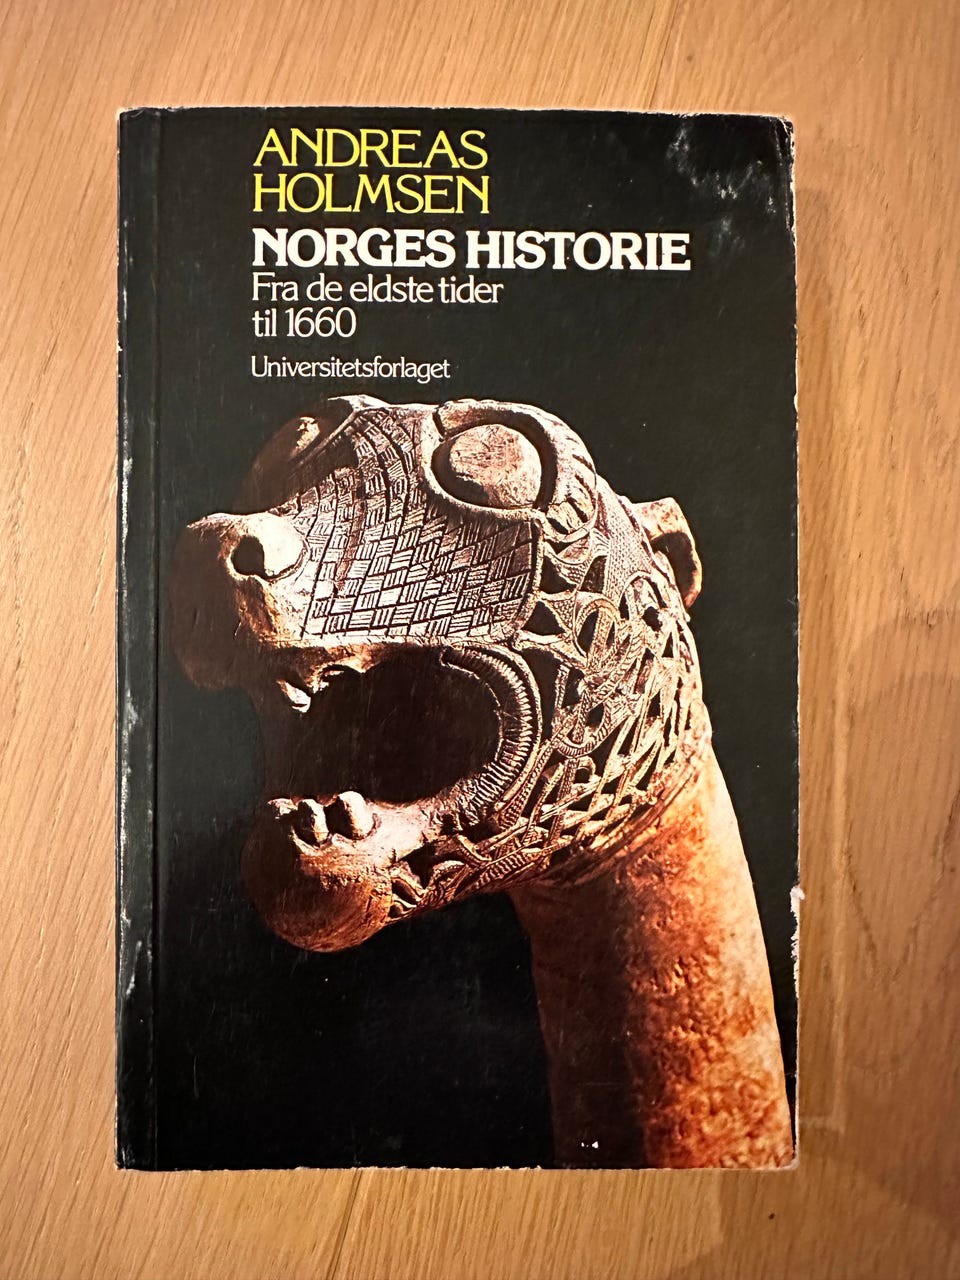 ANDREAS
HOLMSEN
NORGES HISTORIE
Fra de eldste tider
til 1660
Universitetsforlaget